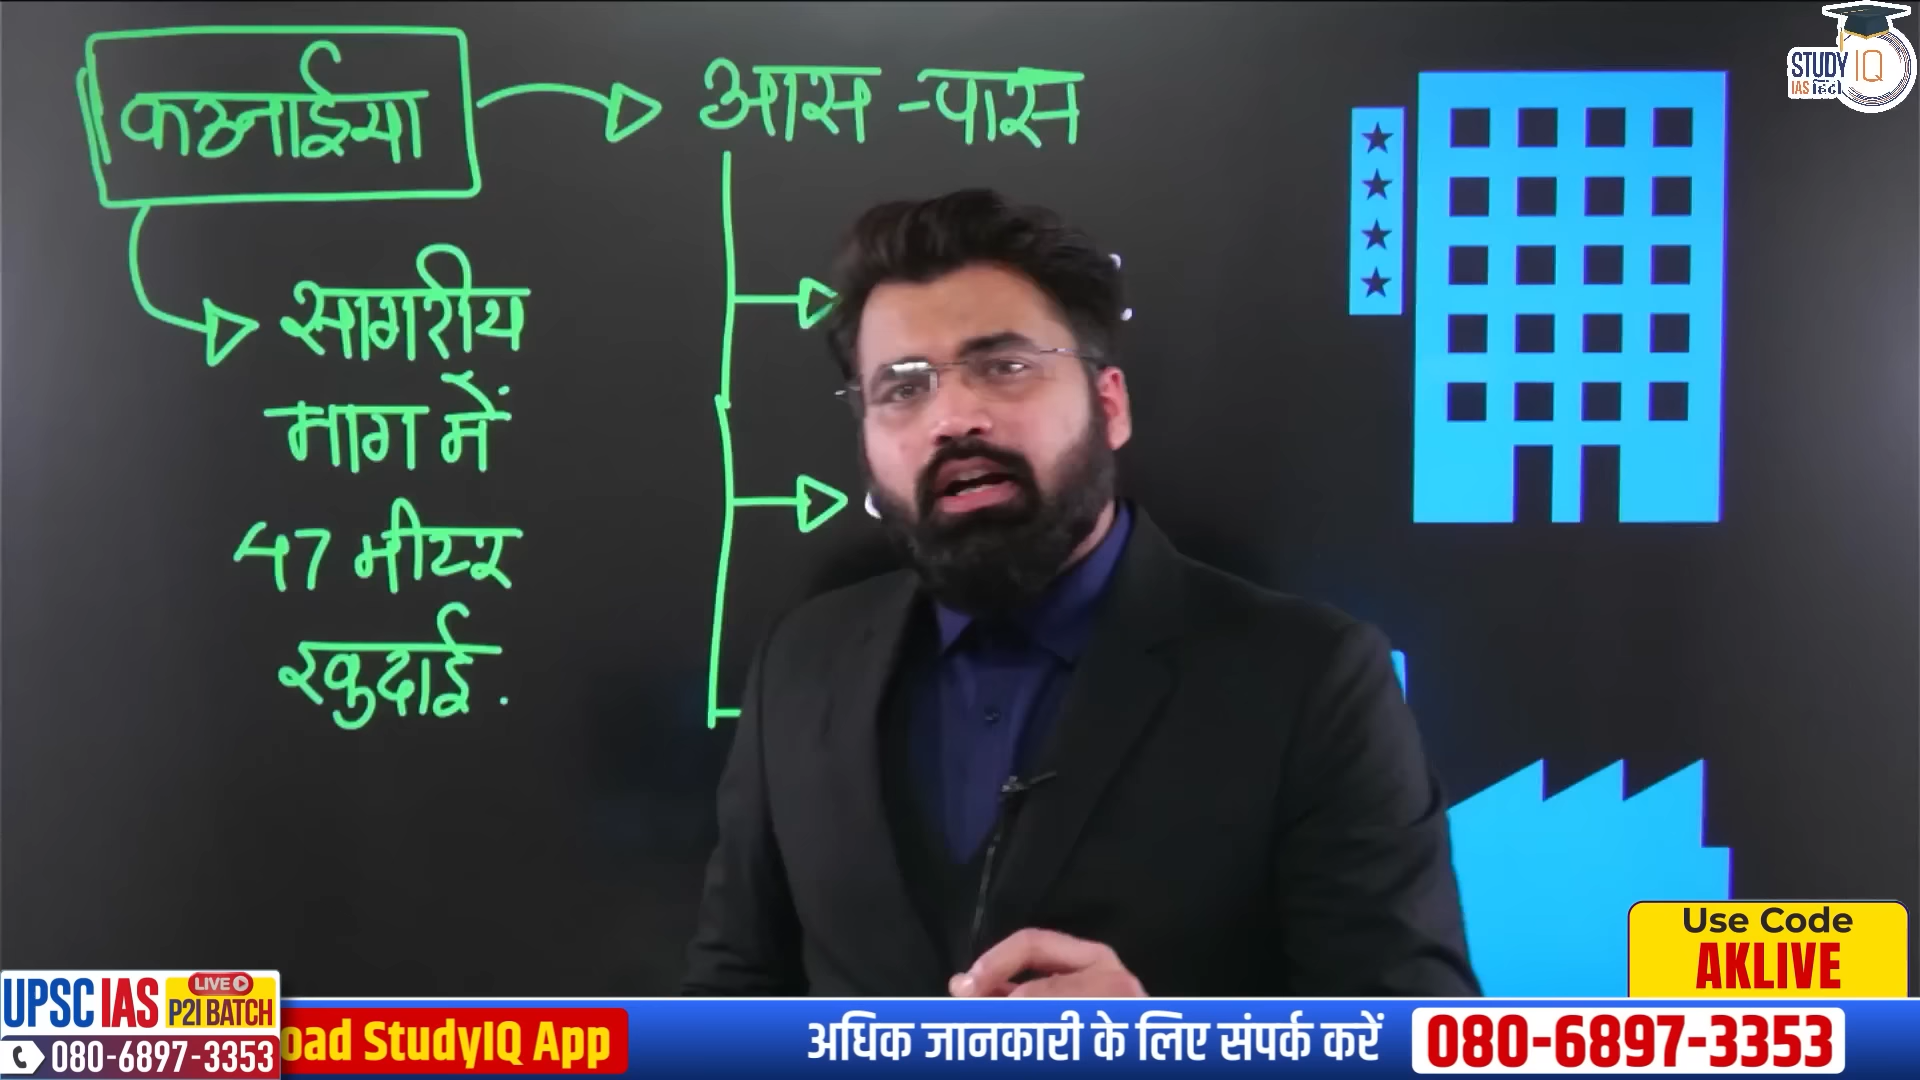 कठनाईया
आस-पास
सागरीय
भाग में
47 मीटर
खुदाई.
STUDY IQ
IAS हिंदी
Use Code
AKLIVE
UPSC IAS
LIVE
P2I BATCH
080-6897-3353
oad StudyIQ App
अधिक जानकारी के लिए संपर्क करें
080-6897-3353